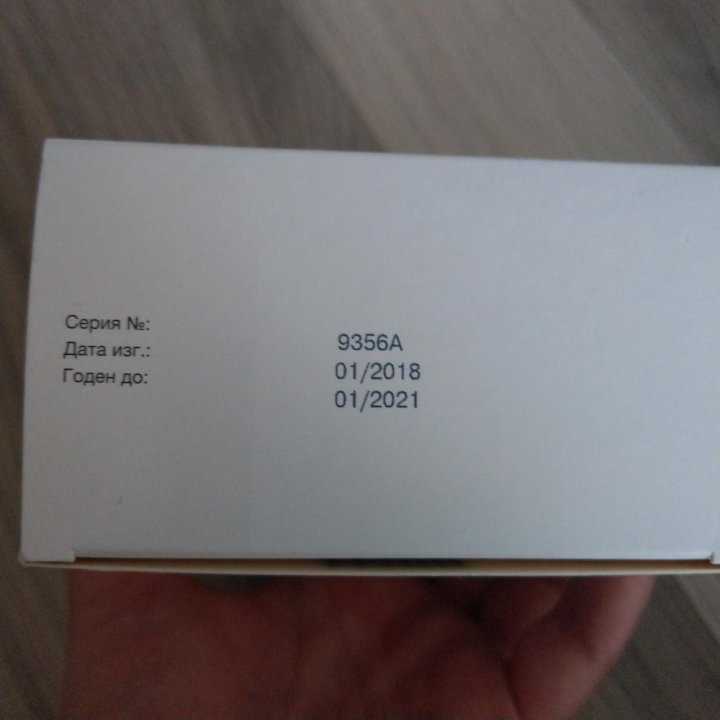 Серия №: 9356A
Дата изг.: 01/2018
Годен до: 01/2021